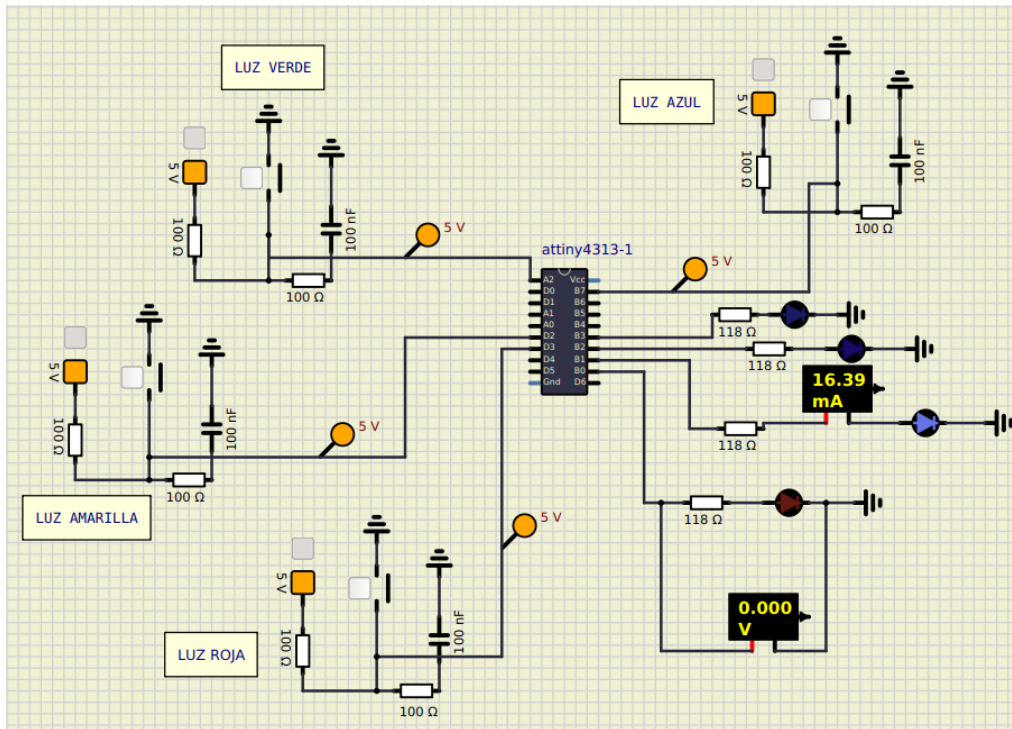 LUZ VERDE
5 V
100 Ω
100 nF
100 Ω
5 V
LUZ AZUL
5 V
100 Ω
100 nF
100 Ω
5 V
attiny4313-1
A2
D0
D1
A1
A0
D2
D3
D4
D5
Gnd
Vcc
B7
B6
B5
B4
B3
B2
B1
B0
D6
118 Ω
118 Ω
16.39
mA
118 Ω
118 Ω
0.000
V
5 V
100 Ω
100 nF
100 Ω
5 V
LUZ AMARILLA
5 V
5 V
100 Ω
100 nF
100 Ω
LUZ ROJA